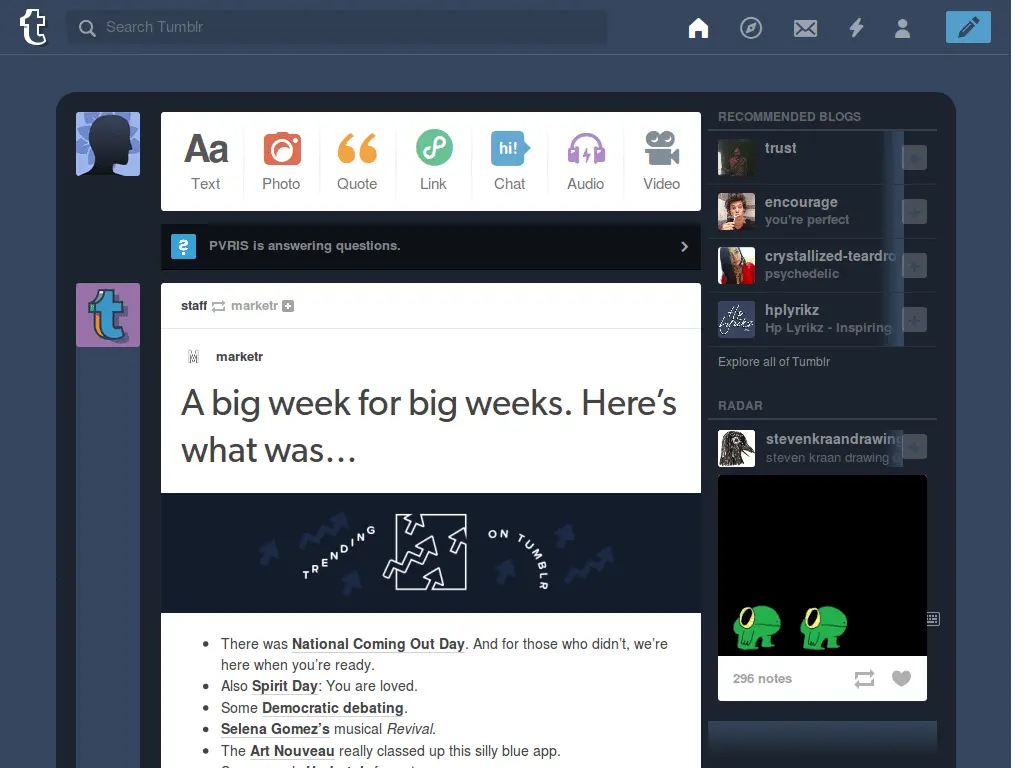 t
Search Tumblr
Aa
hi!
Text
Photo
Quote
Link
Chat
Audio
Video
PVRIS is answering questions.
staff marketr
marketr
A big week for big weeks. Here’s
what was...
TRENDING
ON TUMBLR
There was National Coming Out Day. And for those who didn’t, we’re
here when you’re ready.
Also Spirit Day: You are loved.
Some Democratic debating.
Selena Gomez’s musical Revival.
The Art Nouveau really classed up this silly blue app.
RECOMMENDED BLOGS
trust
encourage
you're perfect
crystallized-teardro
psychedelic
Hp
Lyrikz
hplyrikz
Hp Lyrikz - Inspiring
Explore all of Tumblr
RADAR
stevenkraandrawing
steven kraan drawing
296 notes